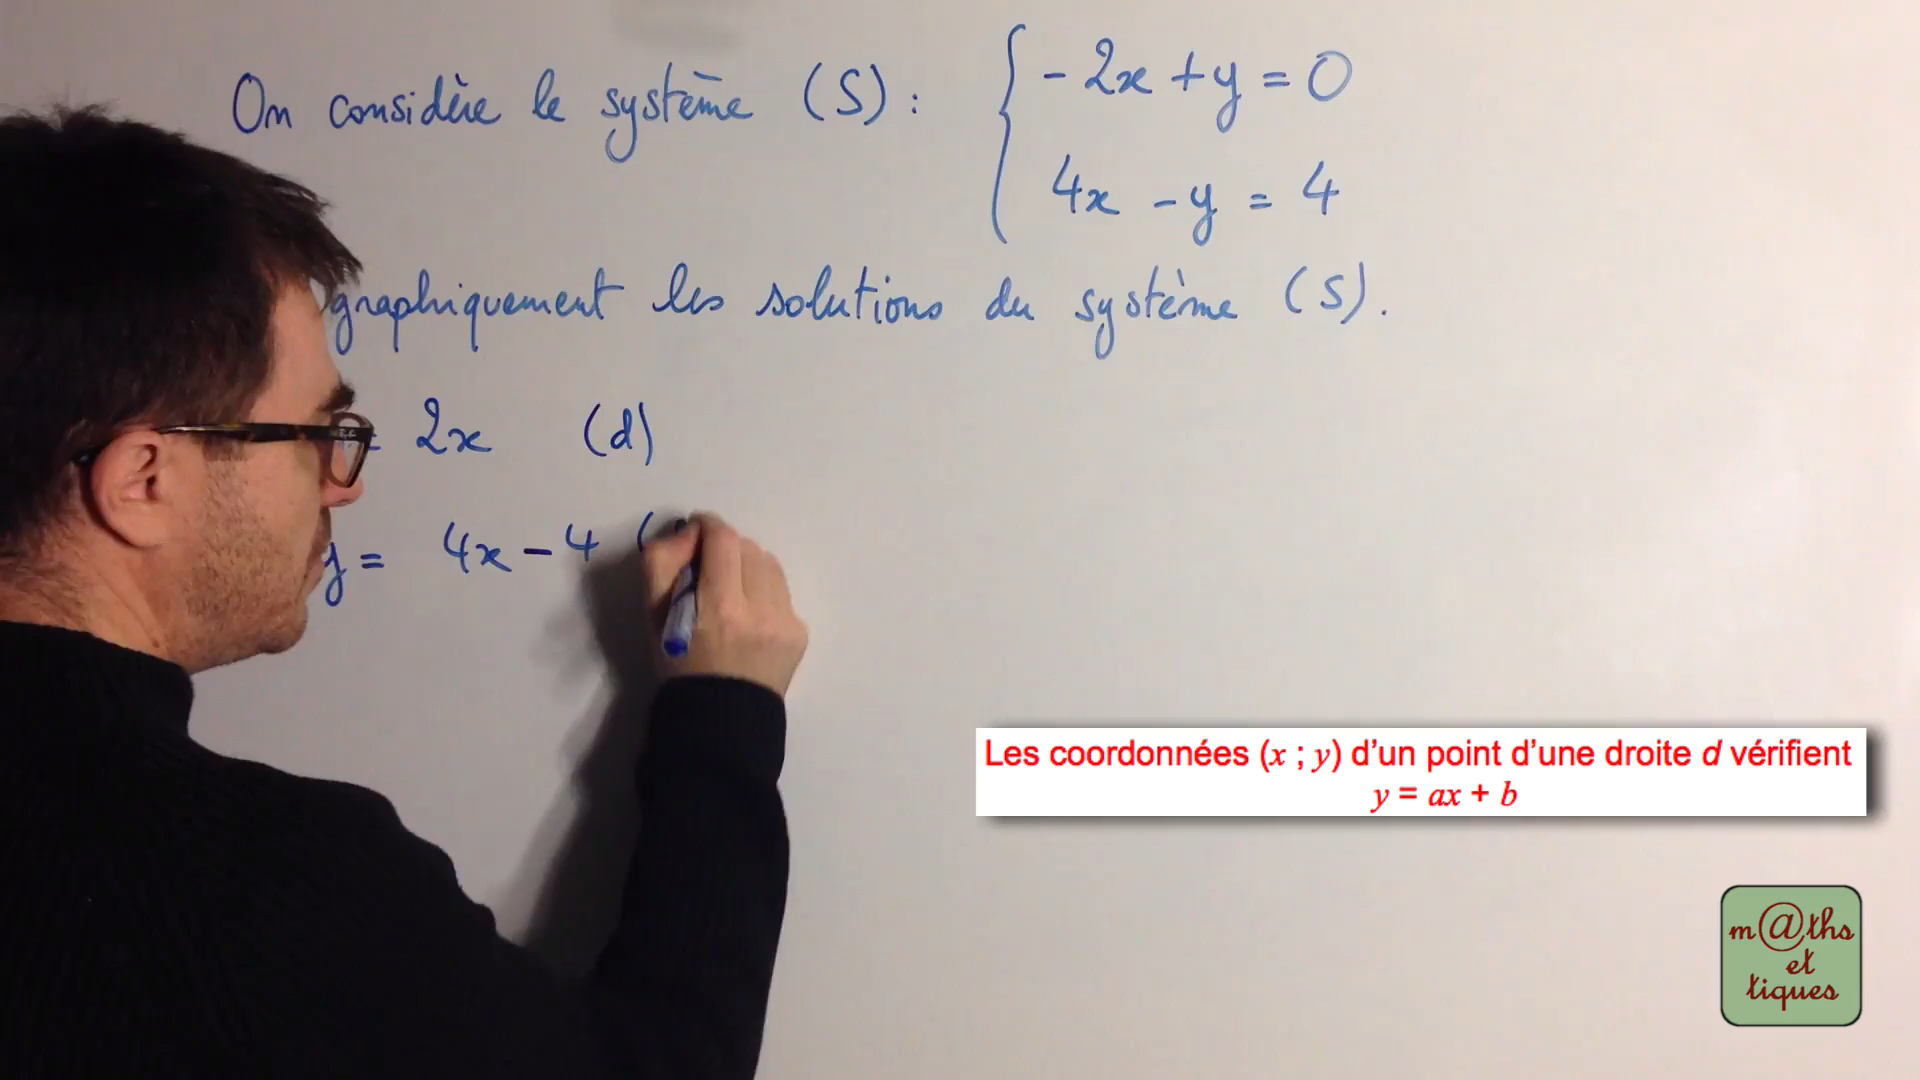 On considère le système (S) : { -2x + y = 0
4x - y = 4
graphiquement les solutions du système (S).
= 2x (d)
y = 4x - 4 (
Les coordonnées (x ; y) d'un point d'une droite d vérifient
y = ax + b
m@ths
et
tiques